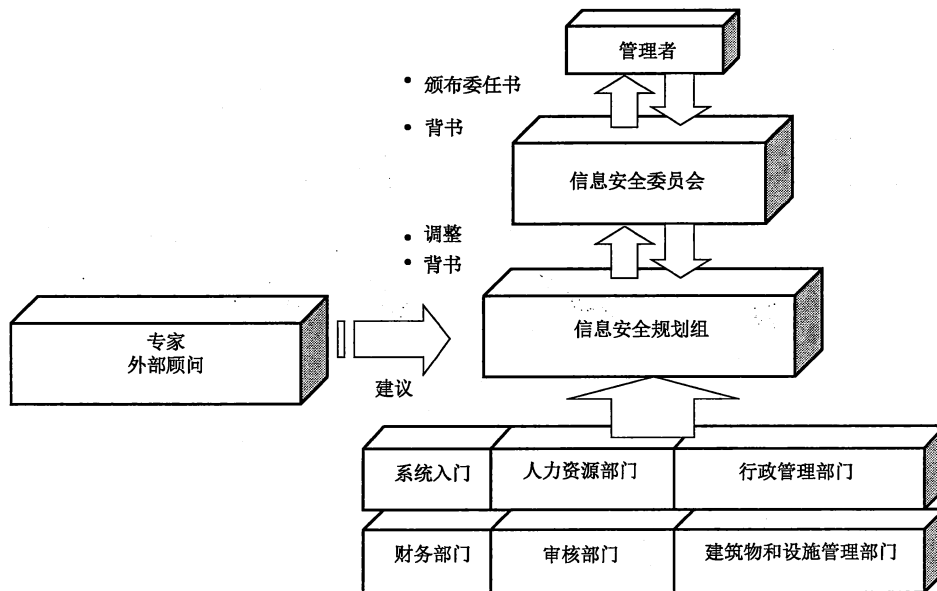 管理者
• 颁布委任书
• 背书
信息安全委员会
• 调整
• 背书
信息安全规划组
专家
外部顾问
建议
系统入门
人力资源部门
行政管理部门
财务部门
审核部门
建筑物和设施管理部门